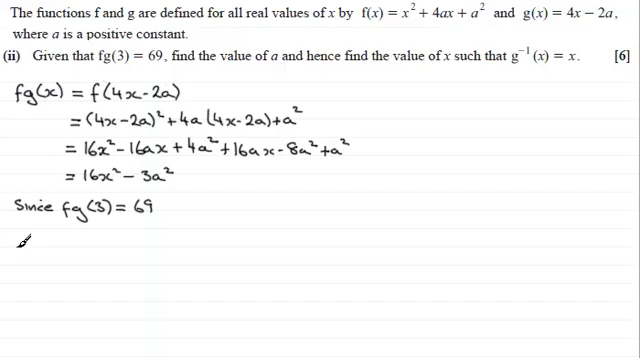 The functions f and g are defined for all real values of x by f(x) = x² + 4ax + a² and g(x) = 4x − 2a,
where a is a positive constant.
(ii) Given that fg(3) = 69, find the value of a and hence find the value of x such that g⁻¹(x) = x. [6]
fg(x) = f(4x-2a)
= (4x-2a)² + 4a(4x-2a)+a²
= 16x² - 16ax + 4a² + 16ax - 8a² + a²
= 16x² - 3a²
Since fg(3) = 69